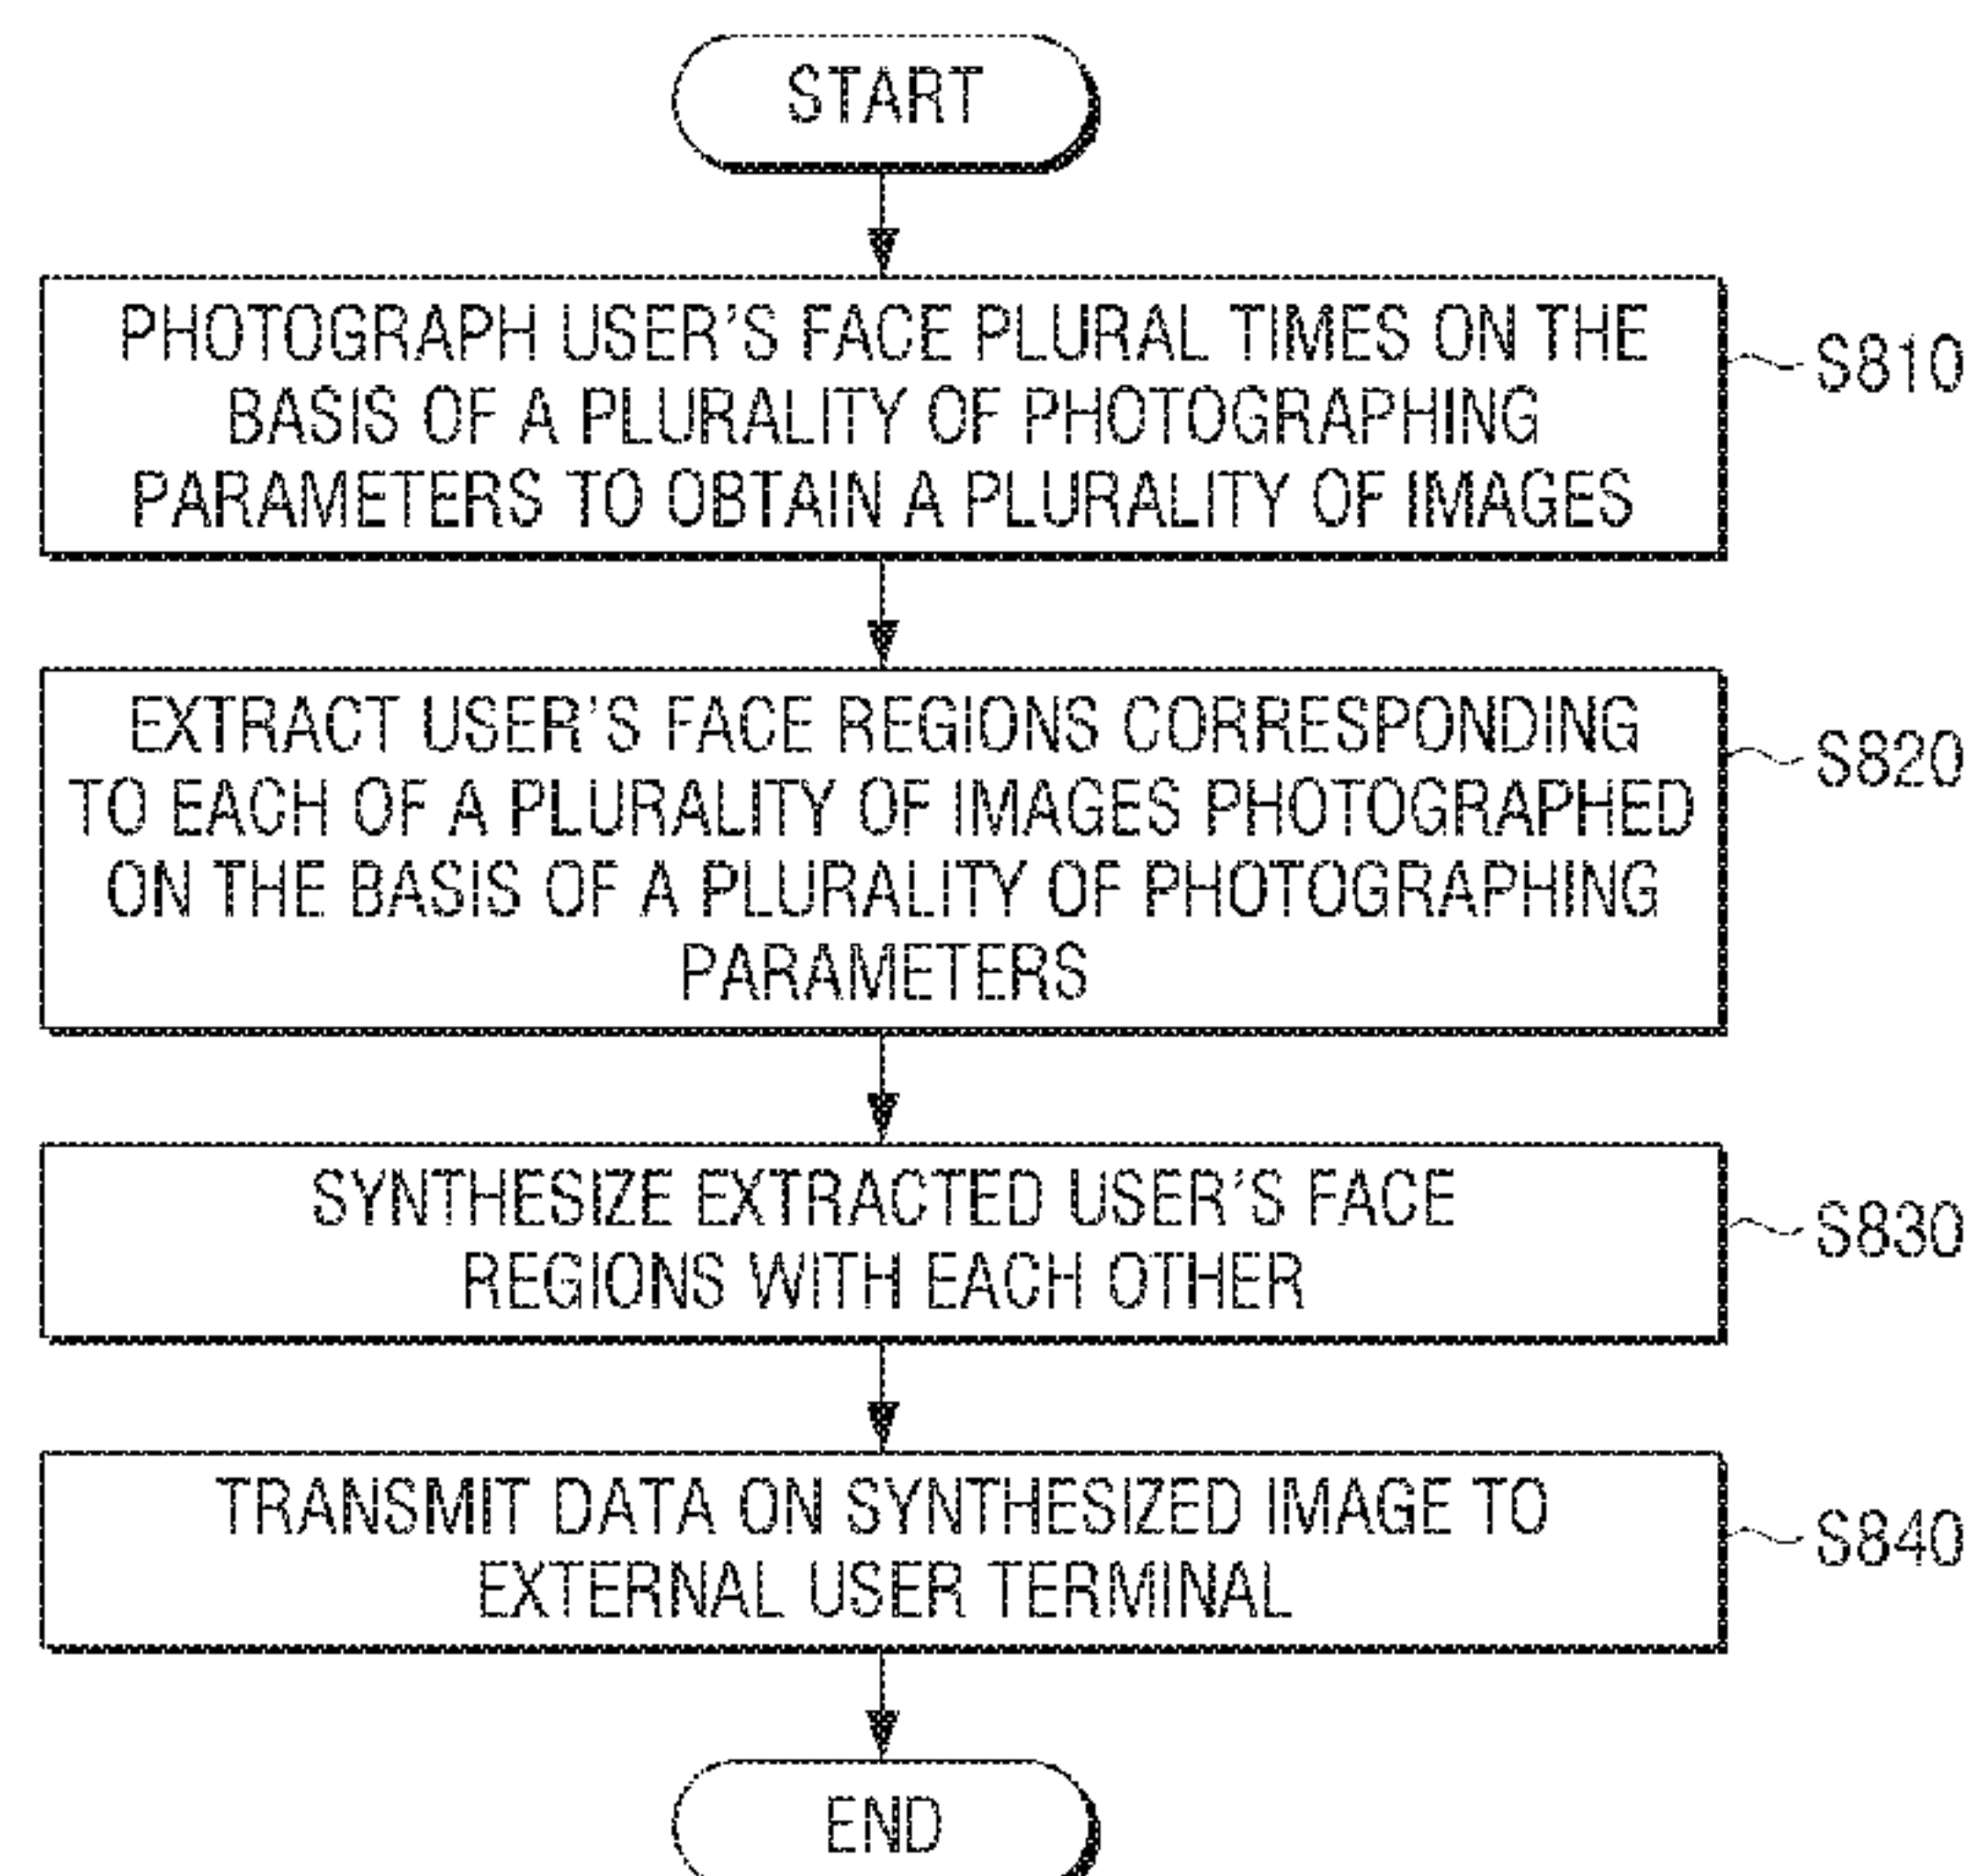 START
PHOTOGRAPH USER'S FACE PLURAL TIMES ON THE
BASIS OF A PLURALITY OF PHOTOGRAPHING
PARAMETERS TO OBTAIN A PLURALITY OF IMAGES
S810
EXTRACT USER'S FACE REGIONS CORRESPONDING
TO EACH OF A PLURALITY OF IMAGES PHOTOGRAPHED
ON THE BASIS OF A PLURALITY OF PHOTOGRAPHING
PARAMETERS
S820
SYNTHESIZE EXTRACTED USER'S FACE
REGIONS WITH EACH OTHER
S830
TRANSMIT DATA ON SYNTHESIZED IMAGE TO
EXTERNAL USER TERMINAL
S840
END